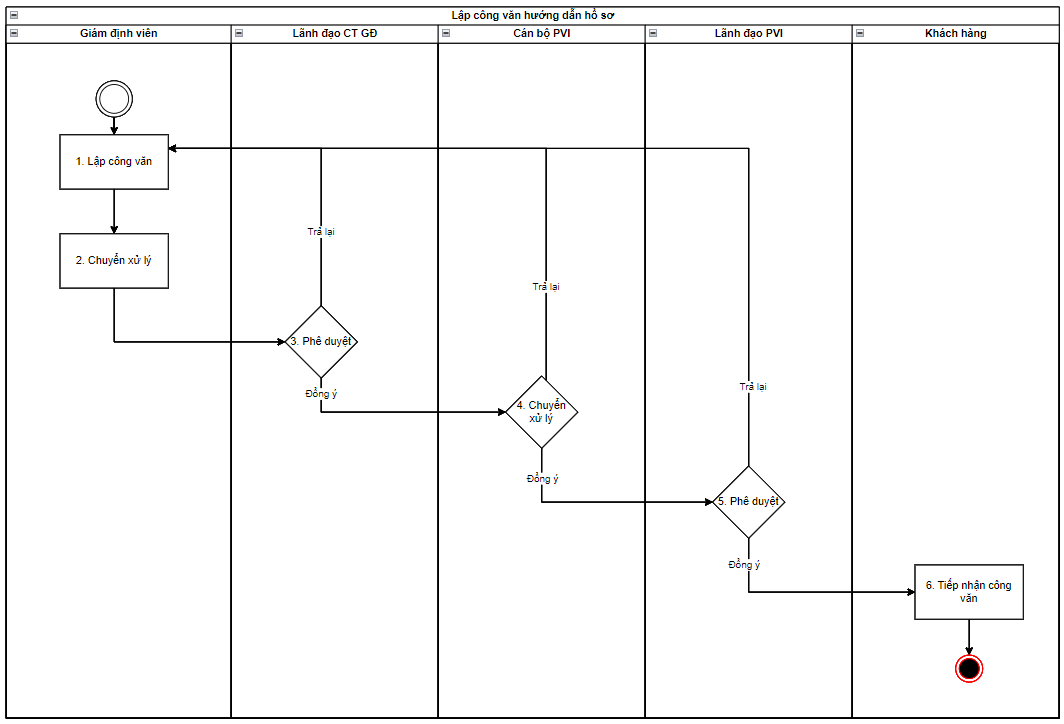 Lập công văn hướng dẫn hồ sơ
Giám định viên
Lãnh đạo CT GĐ
Cán bộ PVI
Lãnh đạo PVI
Khách hàng
1. Lập công văn
2. Chuyển xử lý
Trả lại
3. Phê duyệt
Đồng ý
Trả lại
4. Chuyển
xử lý
Đồng ý
Trả lại
5. Phê duyệt
Đồng ý
6. Tiếp nhận công
văn